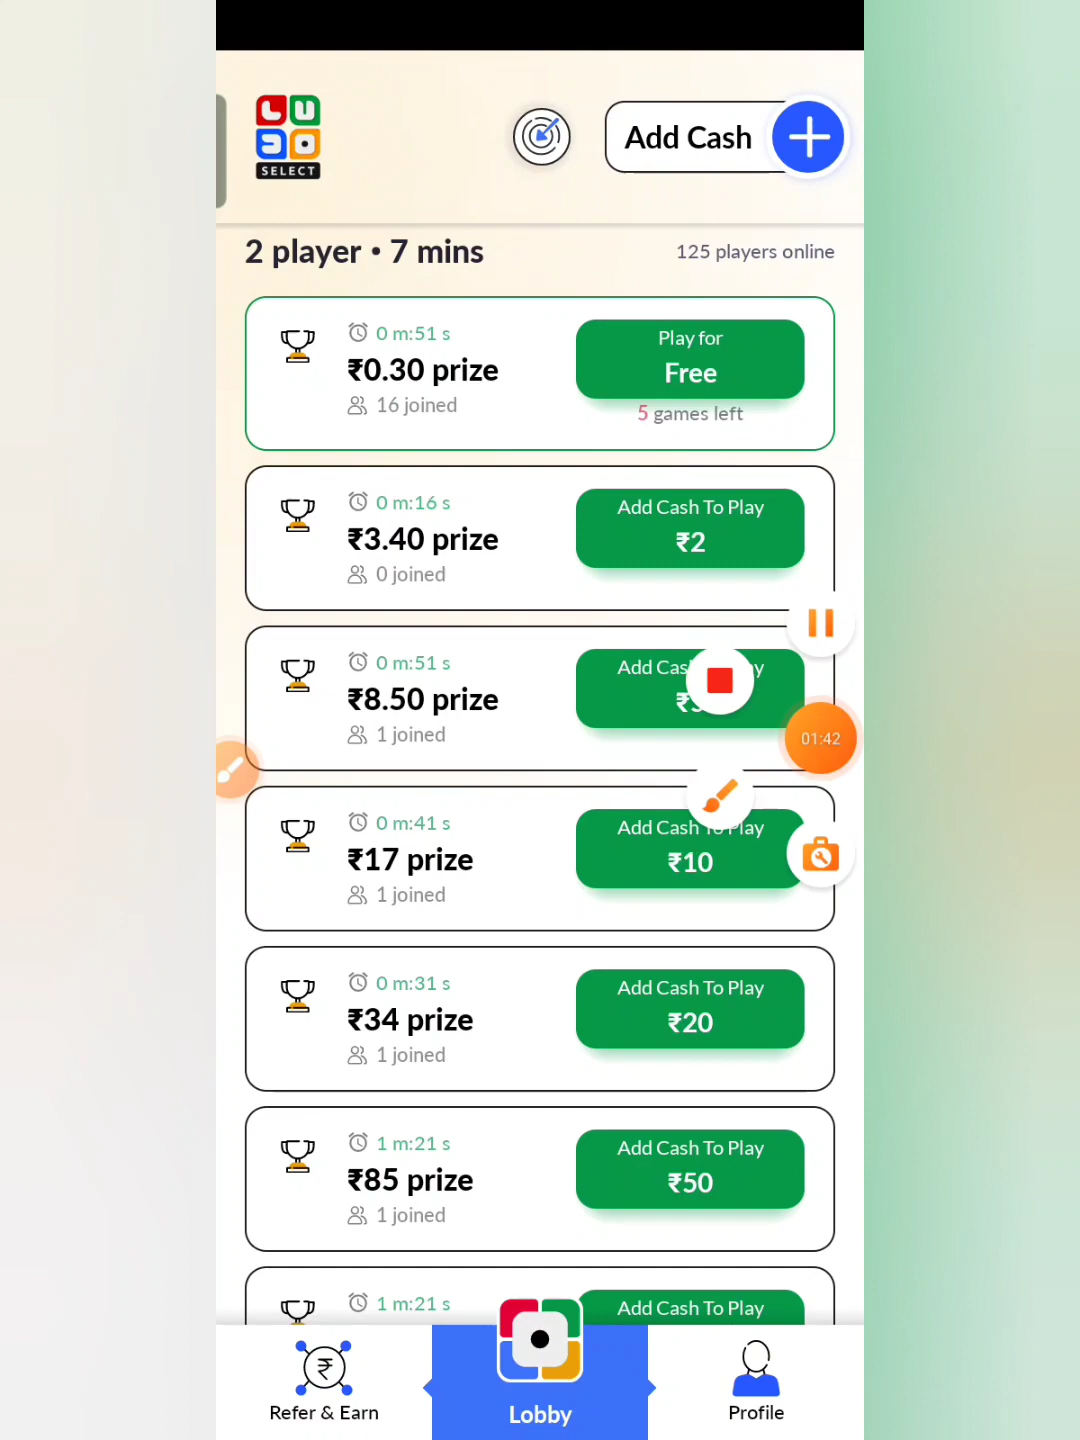 LUDO
SELECT
Add Cash
2 player • 7 mins
125 players online
0 m:51 s
₹0.30 prize
16 joined
Play for
Free
5 games left
0 m:16 s
₹3.40 prize
0 joined
Add Cash To Play
₹2
0 m:51 s
₹8.50 prize
1 joined
Add
01:42
0 m:41 s
₹17 prize
1 joined
Add Cash To Play
₹10
0 m:31 s
₹34 prize
1 joined
Add Cash To Play
₹20
1 m:21 s
₹85 prize
1 joined
Add Cash To Play
₹50
1 m:21 s
Add Cash To Play
Refer & Earn
Lobby
Profile